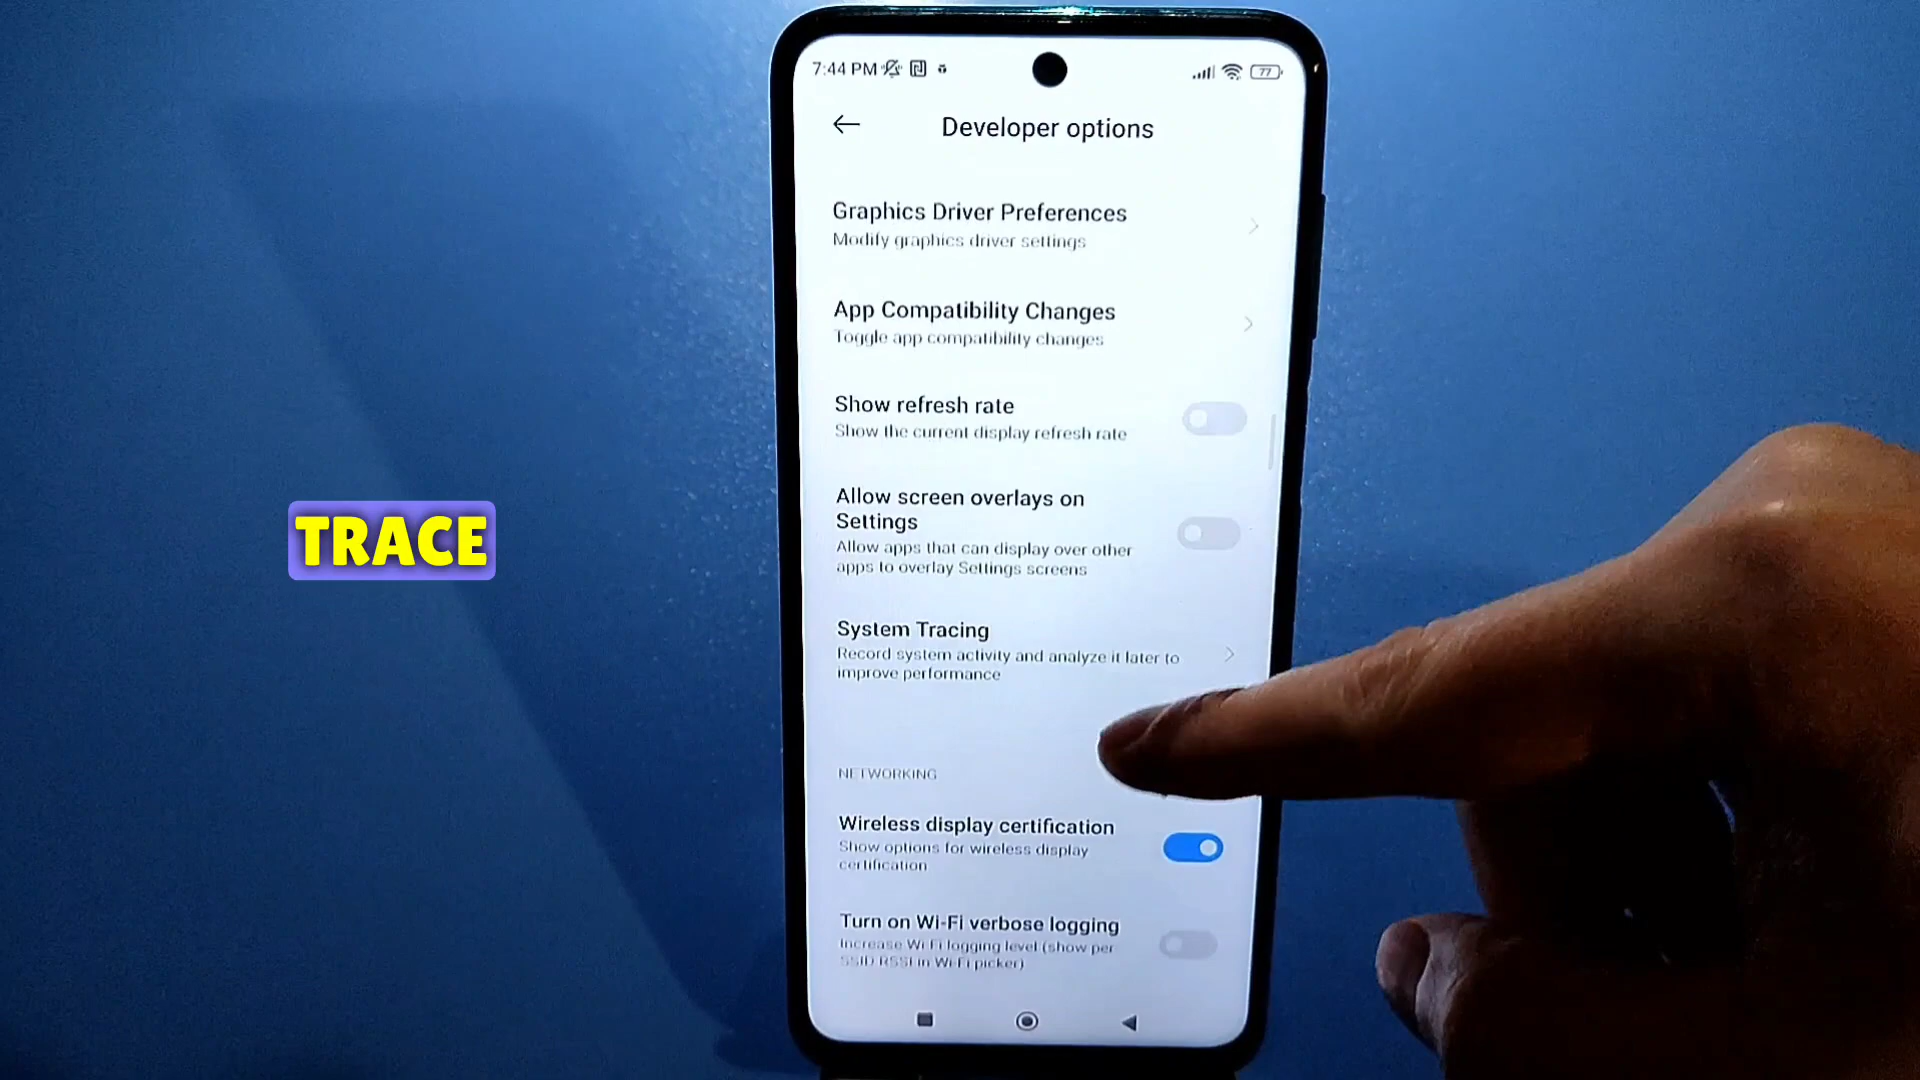 7:44 PM
77
Developer options
Graphics Driver Preferences
Modify graphics driver settings
App Compatibility Changes
Toggle app compatibility changes
Show refresh rate
Show the current display refresh rate
Allow screen overlays on
Settings
Allow apps that can display over other
apps to overlay Settings screens
TRACE
System Tracing
Record system activity and analyze it later to
improve performance
NETWORKING
Wireless display certification
Show options for wireless display
certification
Turn on Wi-Fi verbose logging
Increase Wi-Fi logging level (show per
SSID RSSI in Wi-Fi picker)